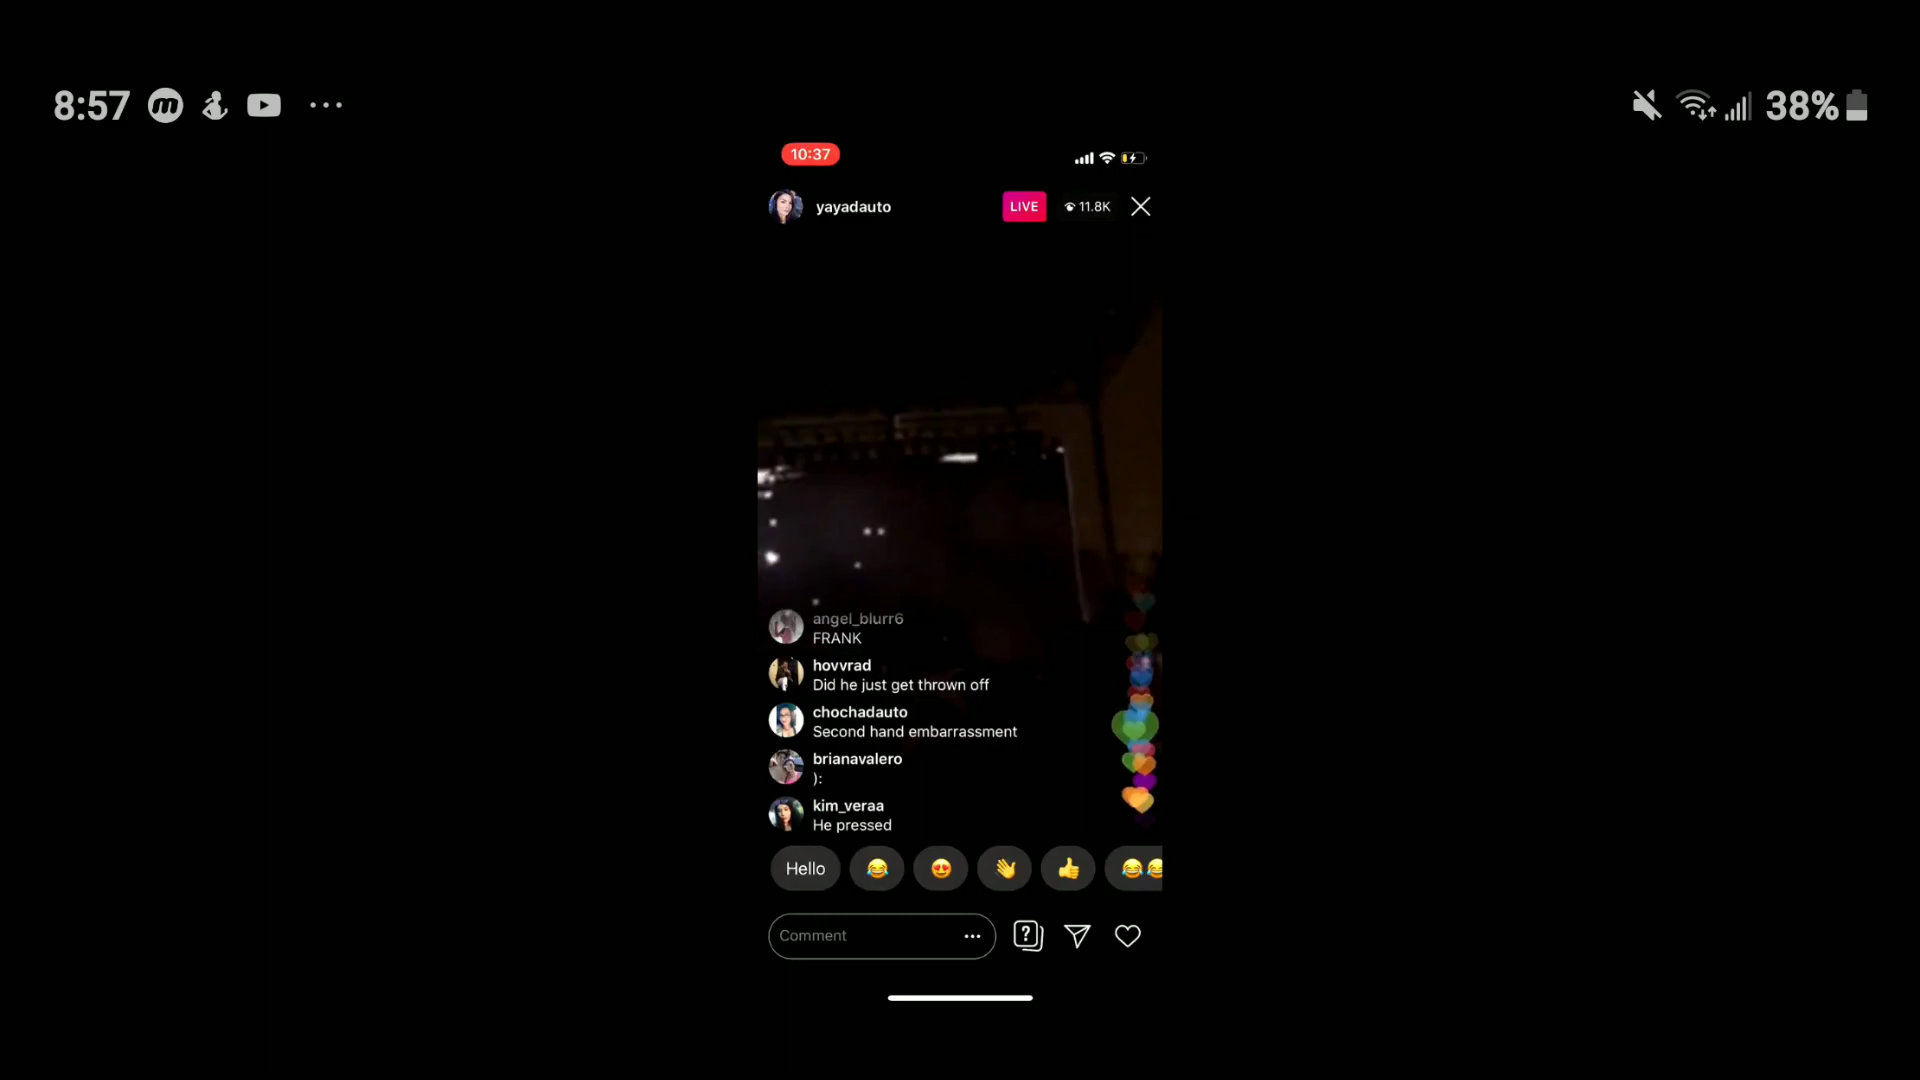 8:57
38%
10:37
yayadauto
LIVE
11.8K
angel_blurr6
FRANK
hovvrad
Did he just get thrown off
chochadauto
Second hand embarrassment
brianavalero
):
kim_veraa
He pressed
Hello
Comment